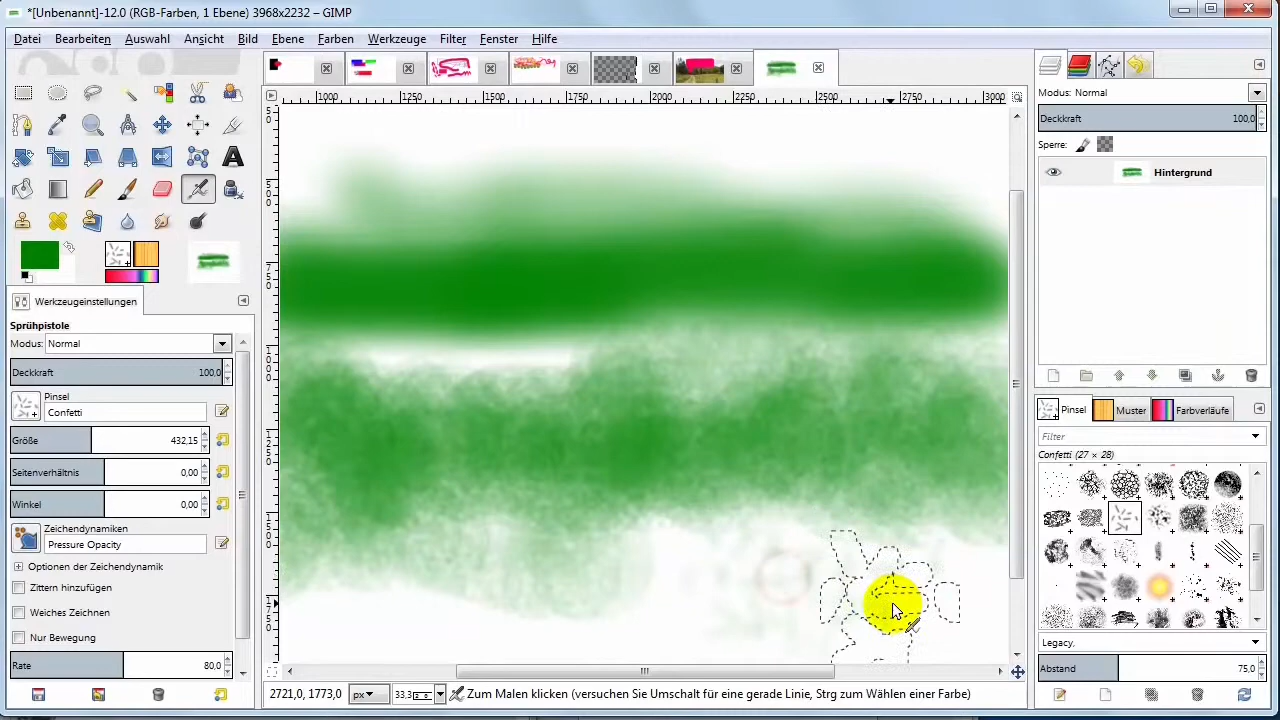 *[Unbenannt]-12.0 (RGB-Farben, 1 Ebene) 3968x2232 – GIMP
Datei Bearbeiten Auswahl Ansicht Bild Ebene Farben Werkzeuge Filter Fenster Hilfe
1000 1250 1500 1750 2000 2250 2500 2750 3000
Werkzeugeinstellungen
Sprühpistole
Modus: Normal
Deckkraft 100,0
Pinsel
Confetti
Größe 432,15
Seitenverhältnis 0,00
Winkel 0,00
Zeichendynamiken
Pressure Opacity
Optionen der Zeichendynamik
Zittern hinzufügen
Weiches Zeichnen
Nur Bewegung
Rate 80,0
2721,0, 1773,0 px 33,3 Zum Malen klicken (versuchen Sie Umschalt für eine gerade Linie, Strg zum Wählen einer Farbe)
Modus: Normal
Deckkraft 100,0
Sperre:
Hintergrund
Pinsel Muster Farbverläufe
Filter
Confetti (27 × 28)
Legacy,
Abstand 75,0